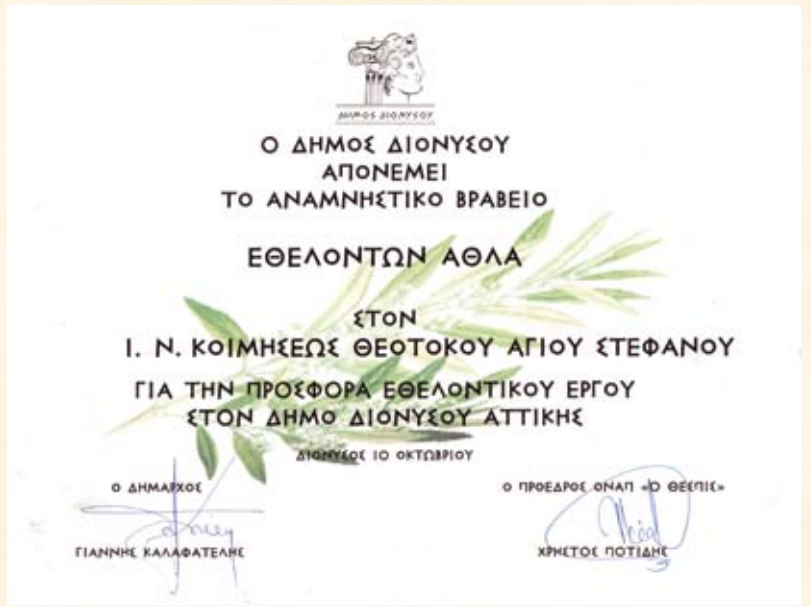 ΔΗΜΟΣ ΔΙΟΝΥΣΟΥ
Ο ΔΗΜΟΣ ΔΙΟΝΥΣΟΥ
ΑΠΟΝΕΜΕΙ
ΤΟ ΑΝΑΜΝΗΣΤΙΚΟ ΒΡΑΒΕΙΟ
ΕΘΕΛΟΝΤΩΝ ΑΘΛΑ
ΣΤΟΝ
Ι. Ν. ΚΟΙΜΗΣΕΩΣ ΘΕΟΤΟΚΟΥ ΑΓΙΟΥ ΣΤΕΦΑΝΟΥ
ΓΙΑ ΤΗΝ ΠΡΟΣΦΟΡΑ ΕΘΕΛΟΝΤΙΚΟΥ ΕΡΓΟΥ
ΣΤΟΝ ΔΗΜΟ ΔΙΟΝΥΣΟΥ ΑΤΤΙΚΗΣ
ΔΙΟΝΥΣΟΣ 10 ΟΚΤΩΒΡΙΟΥ
Ο ΔΗΜΑΡΧΟΣ
ΓΙΑΝΝΗΣ ΚΑΛΑΦΑΤΕΛΗΣ
Ο ΠΡΟΕΔΡΟΣ ΟΝΑΠ «Ο ΘΕΣΠΙΣ»
ΧΡΗΣΤΟΣ ΠΟΤΙΔΗΣ